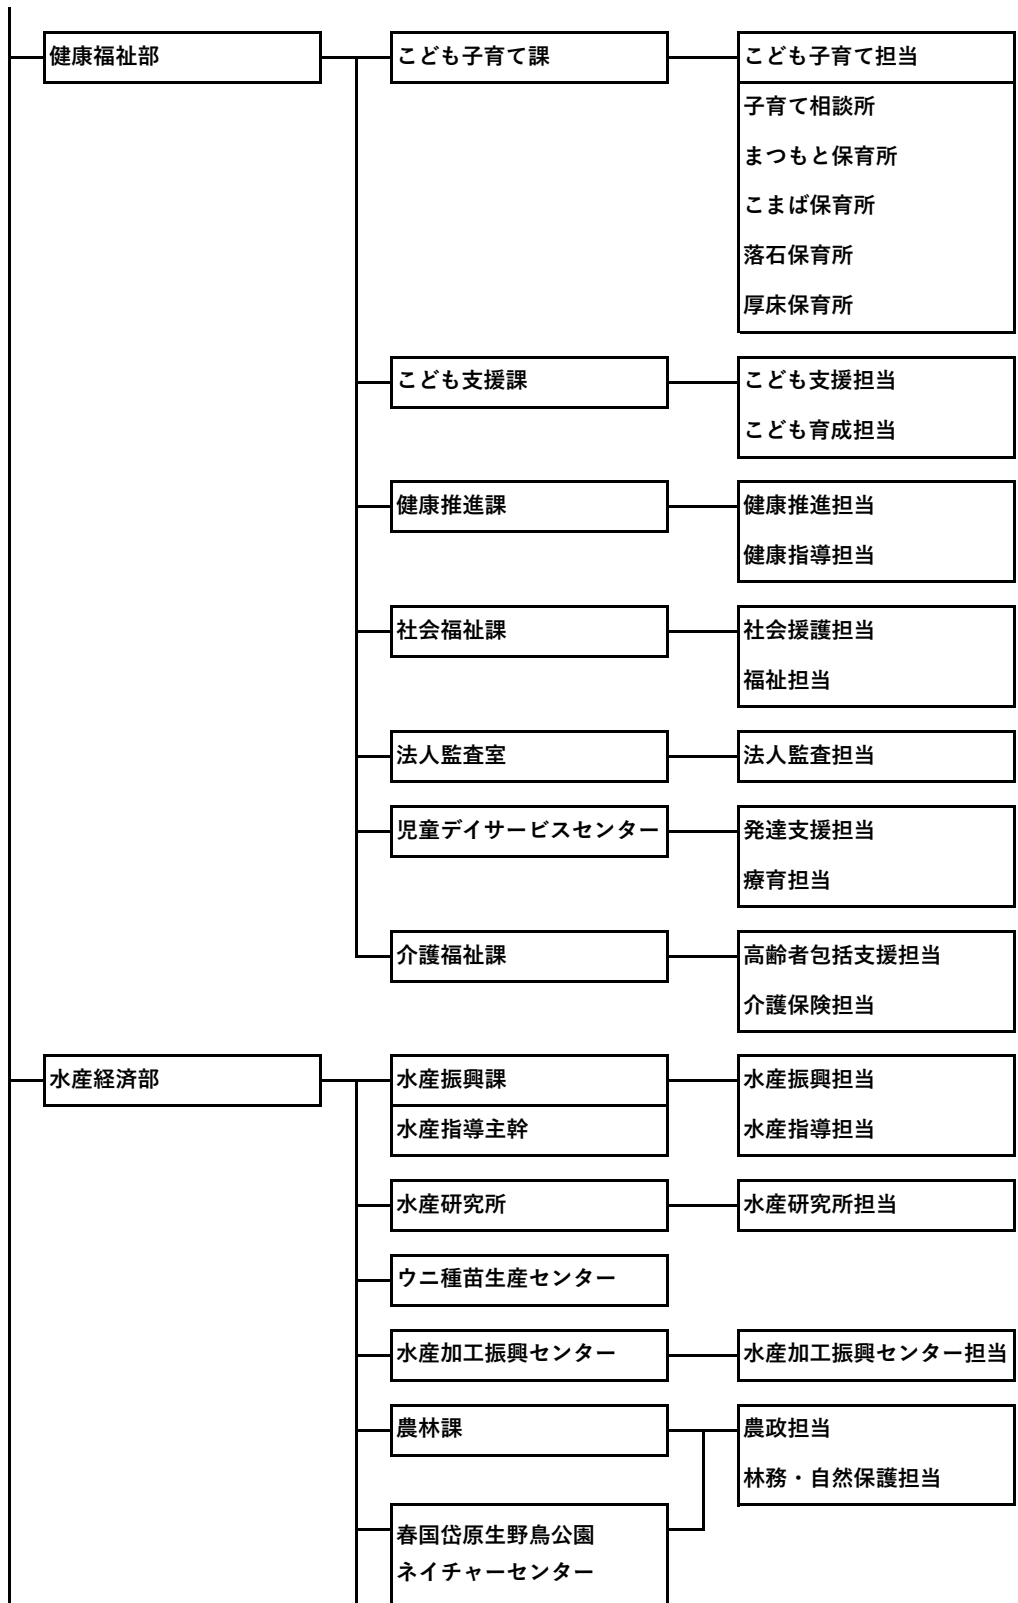 健康福祉部
こども子育て課
こども子育て担当
子育て相談所
まつもと保育所
こまば保育所
落石保育所
厚床保育所
こども支援課
こども支援担当
こども育成担当
健康推進課
健康推進担当
健康指導担当
社会福祉課
社会援護担当
福祉担当
法人監査室
法人監査担当
児童デイサービスセンター
発達支援担当
療育担当
介護福祉課
高齢者包括支援担当
介護保険担当
水産経済部
水産振興課
水産振興担当
水産指導主幹
水産指導担当
水産研究所
水産研究所担当
ウニ種苗生産センター
水産加工振興センター
水産加工振興センター担当
農林課
農政担当
林務・自然保護担当
春国岱原生野鳥公園
ネイチャーセンター